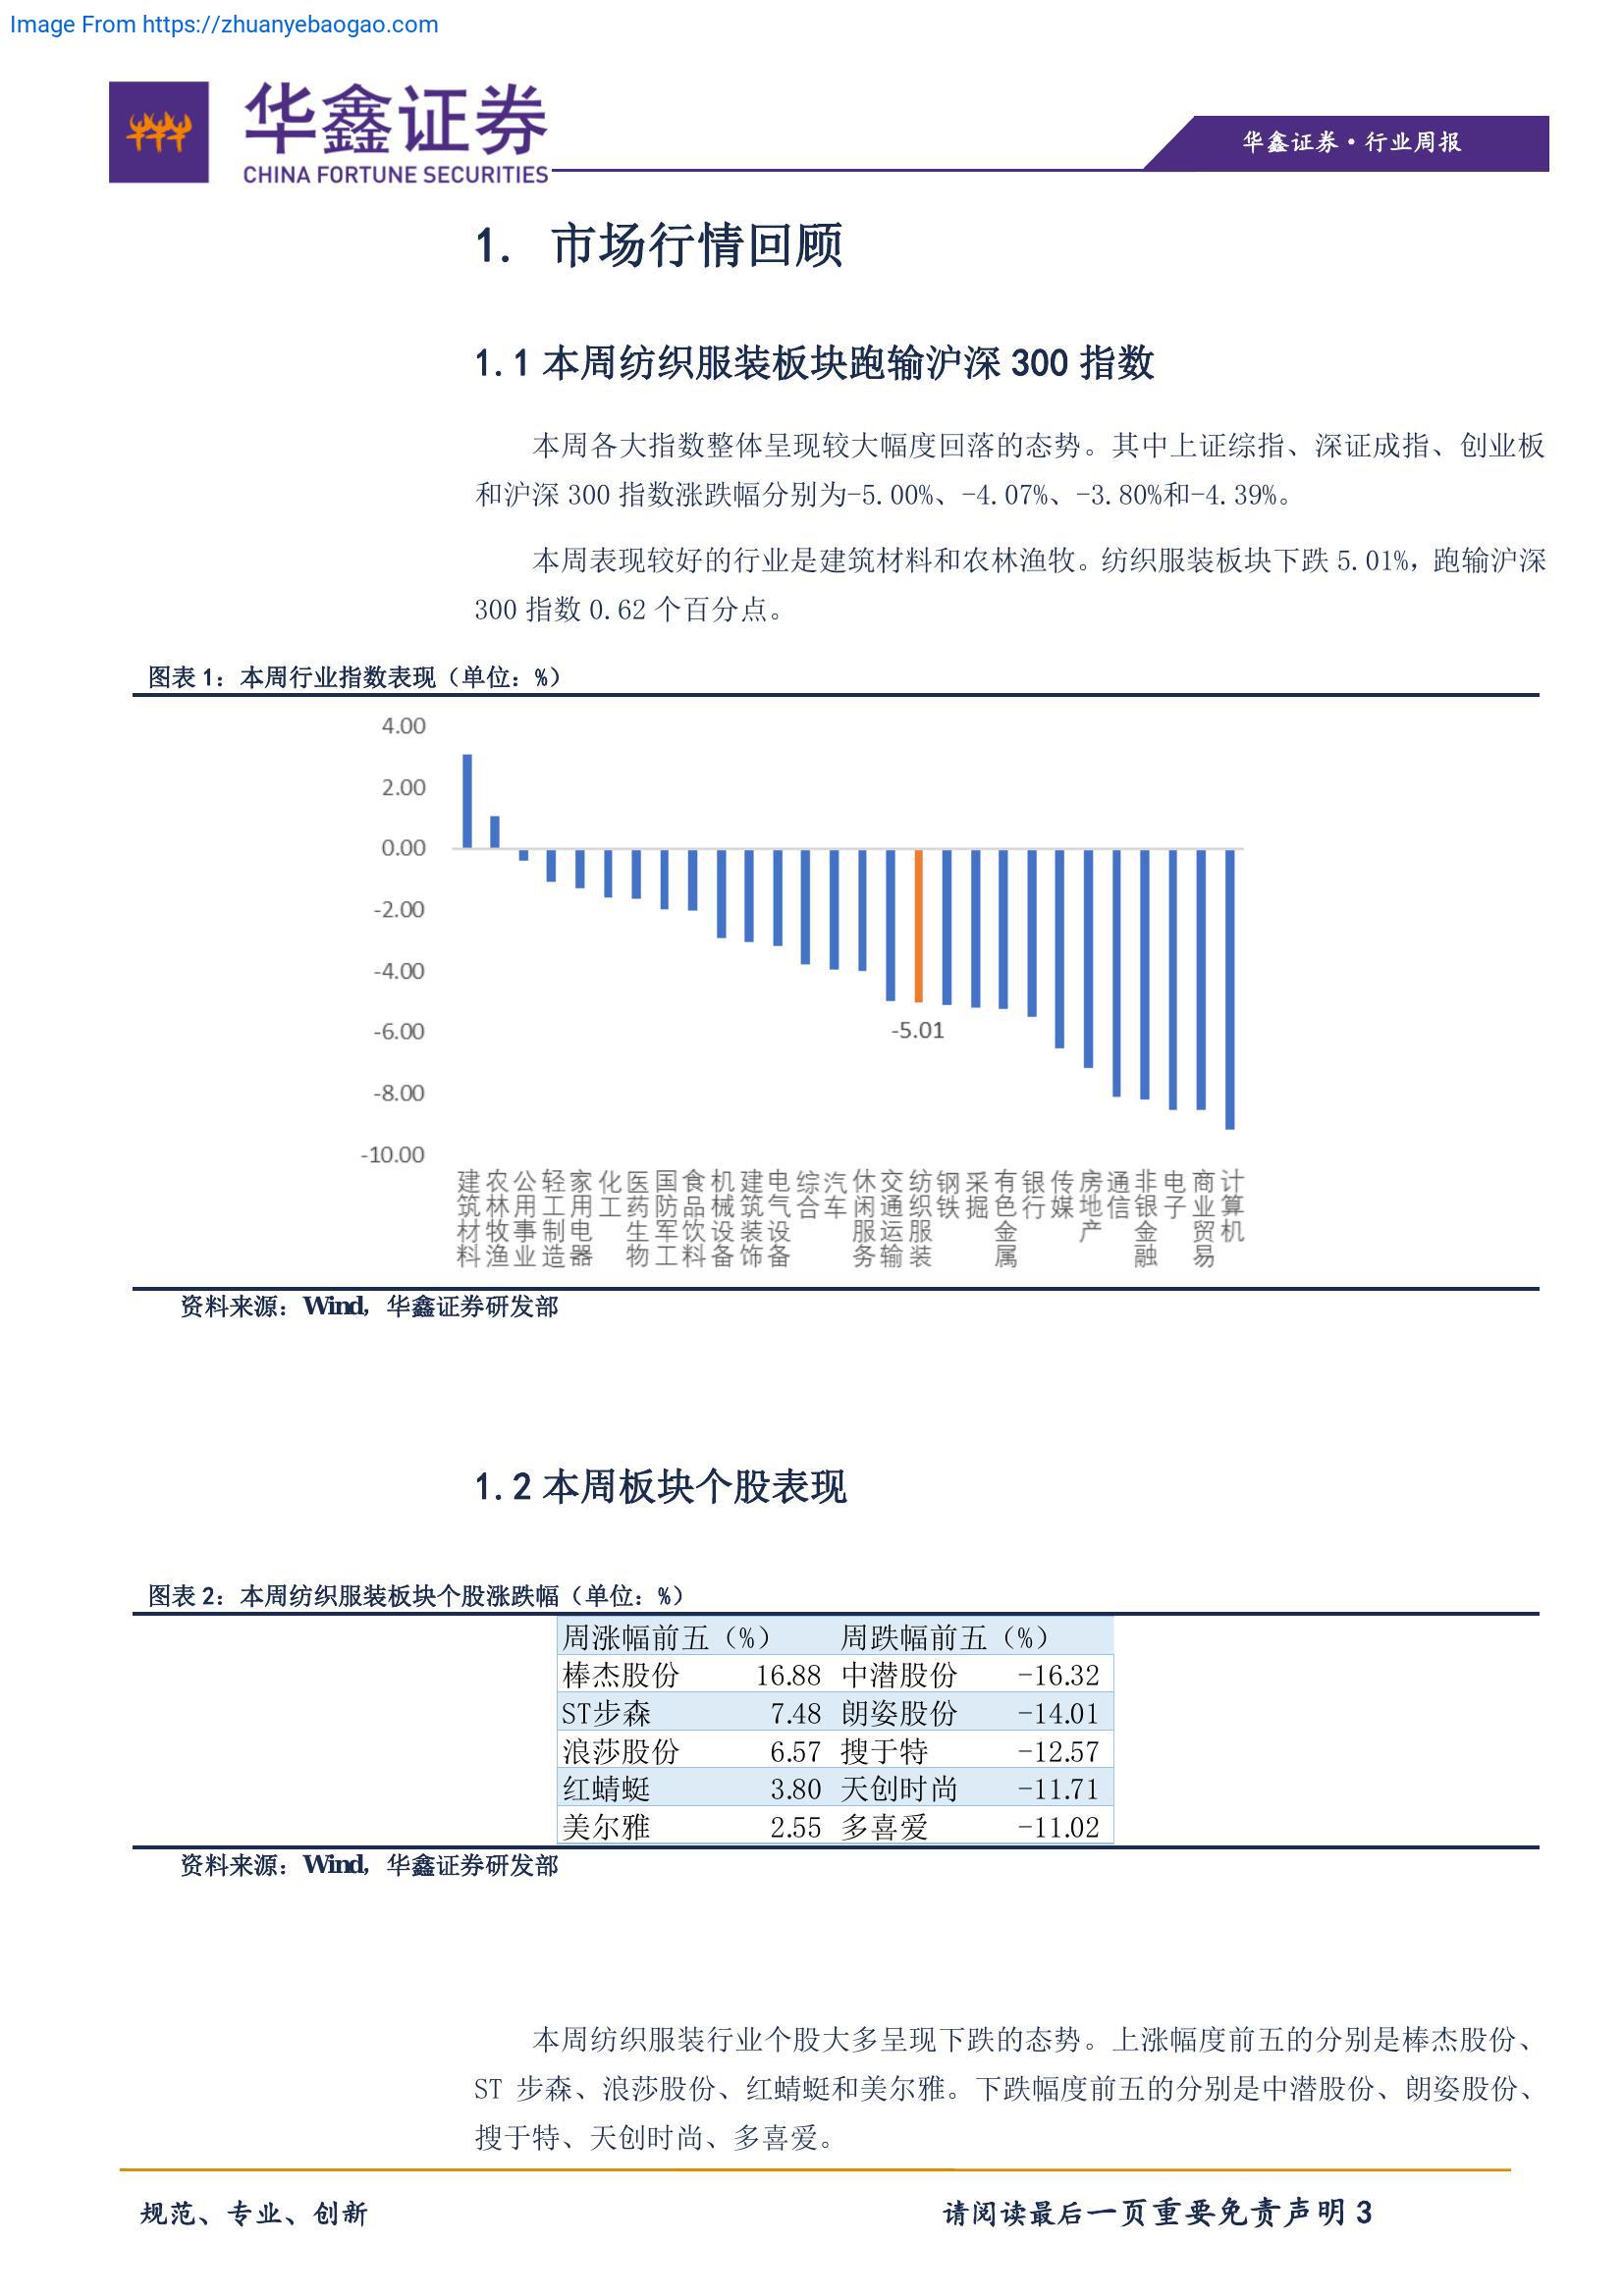 Image From https://zhuanyebaogao.com
华鑫证券
CHINA FORTUNE SECURITIES
华鑫证券·行业周报
1. 市场行情回顾
1.1 本周纺织服装板块跑输沪深 300 指数
本周各大指数整体呈现较大幅度回落的态势。其中上证综指、深证成指、创业板
和沪深 300 指数涨跌幅分别为-5.00%、-4.07%、-3.80%和-4.39%。
本周表现较好的行业是建筑材料和农林渔牧。纺织服装板块下跌 5.01%，跑输沪深
300 指数 0.62 个百分点。
图表 1：本周行业指数表现（单位：%）
4.00
2.00
0.00
-2.00
-4.00
-6.00
-8.00
-10.00
-5.01
建筑材料
农林牧渔
公用事业
轻工制造
家用电器
化工
医药生物
国防军工
食品饮料
机械设备
建筑装饰
电气设备
综合
汽车
休闲服务
交通运输
纺织服装
钢铁
采掘
有色金属
银行
传媒
房地产
通信
非银金融
电子
商业贸易
计算机
资料来源：Wind，华鑫证券研发部
1.2 本周板块个股表现
图表 2：本周纺织服装板块个股涨跌幅（单位：%）
周涨幅前五（%） 周跌幅前五（%）
棒杰股份 16.88 中潜股份 -16.32
ST步森 7.48 朗姿股份 -14.01
浪莎股份 6.57 搜于特 -12.57
红蜻蜓 3.80 天创时尚 -11.71
美尔雅 2.55 多喜爱 -11.02
资料来源：Wind，华鑫证券研发部
本周纺织服装行业个股大多呈现下跌的态势。上涨幅度前五的分别是棒杰股份、
ST 步森、浪莎股份、红蜻蜓和美尔雅。下跌幅度前五的分别是中潜股份、朗姿股份、
搜于特、天创时尚、多喜爱。
规范、专业、创新
请阅读最后一页重要免责声明 3